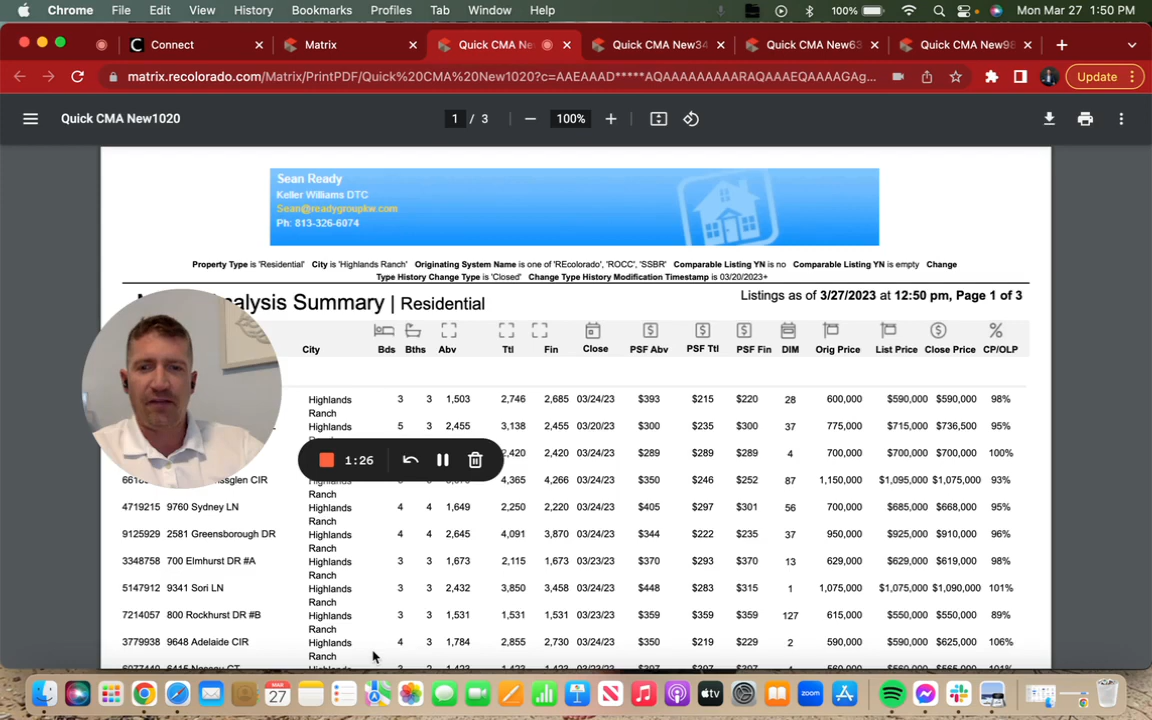 Chrome File Edit View History Bookmarks Profiles Tab Window Help 100% Mon Mar 27 1:50 PM
Connect Matrix Quick CMA Ne Quick CMA New34 Quick CMA New63 Quick CMA New98
matrix.recolorado.com/Matrix/PrintPDF/Quick%20CMA%20New1020?c=AAEAAAD*****AQAAAAAAAAARAQAAAEQAAAAGAg... Update
Quick CMA New1020 1 / 3 100%
Sean Ready
Keller Williams DTC
Sean@readygroupkw.com
Ph: 813-326-6074
Property Type is 'Residential' City is 'Highlands Ranch' Originating System Name is one of 'REcolorado', 'ROCC', 'SSBR' Comparable Listing YN is no Comparable Listing YN is empty Change
Type History Change Type is 'Closed' Change Type History Modification Timestamp is 03/20/2023+
Analysis Summary | Residential Listings as of 3/27/2023 at 12:50 pm, Page 1 of 3
City Bds Bths Abv Ttl Fin Close PSF Abv PSF Ttl PSF Fin DIM Orig Price List Price Close Price CP/OLP
Highlands 3 3 1,503 2,746 2,685 03/24/23 $393 $215 $220 28 600,000 $590,000 $590,000 98%
Ranch
Highlands 5 3 2,455 3,138 2,455 03/20/23 $300 $235 $300 37 775,000 $715,000 $736,500 95%
2,420 2,420 03/24/23 $289 $289 $289 4 700,000 $700,000 $700,000 100%
1:26
CIR 4,365 4,266 03/24/23 $350 $246 $252 87 1,150,000 $1,095,000 $1,075,000 93%
Ranch
4719215 9760 Sydney LN Highlands 4 4 1,649 2,250 2,220 03/24/23 $405 $297 $301 56 700,000 $685,000 $668,000 95%
Ranch
9125929 2581 Greensborough DR Highlands 4 4 2,645 4,091 3,870 03/24/23 $344 $222 $235 37 950,000 $925,000 $910,000 96%
Ranch
3348758 700 Elmhurst DR #A Highlands 3 3 1,673 2,115 1,673 03/23/23 $370 $293 $370 13 629,000 $629,000 $619,000 98%
Ranch
5147912 9341 Sori LN Highlands 3 3 2,432 3,850 3,458 03/24/23 $448 $283 $315 1 1,075,000 $1,075,000 $1,090,000 101%
Ranch
7214057 800 Rockhurst DR #B Highlands 3 3 1,531 1,531 1,531 03/23/23 $359 $359 $359 127 615,000 $550,000 $550,000 89%
Ranch
3779938 9648 Adelaide CIR Highlands 4 3 1,784 2,855 2,730 03/24/23 $350 $219 $229 2 590,000 $590,000 $625,000 106%
Ranch
MAR
27
tv
zoom